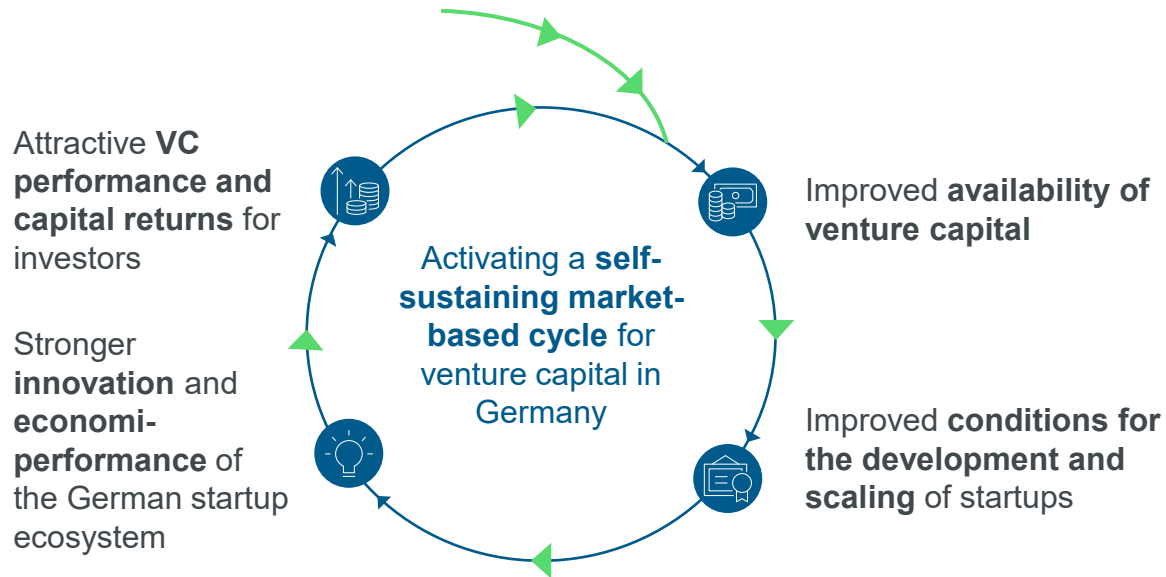 Attractive VC
performance and
capital returns for
investors
Improved availability of
venture capital
Activating a self-
sustaining market-
based cycle for
venture capital in
Germany
Stronger
innovation and
economi-
performance of
the German startup
ecosystem
Improved conditions for
the development and
scaling of startups